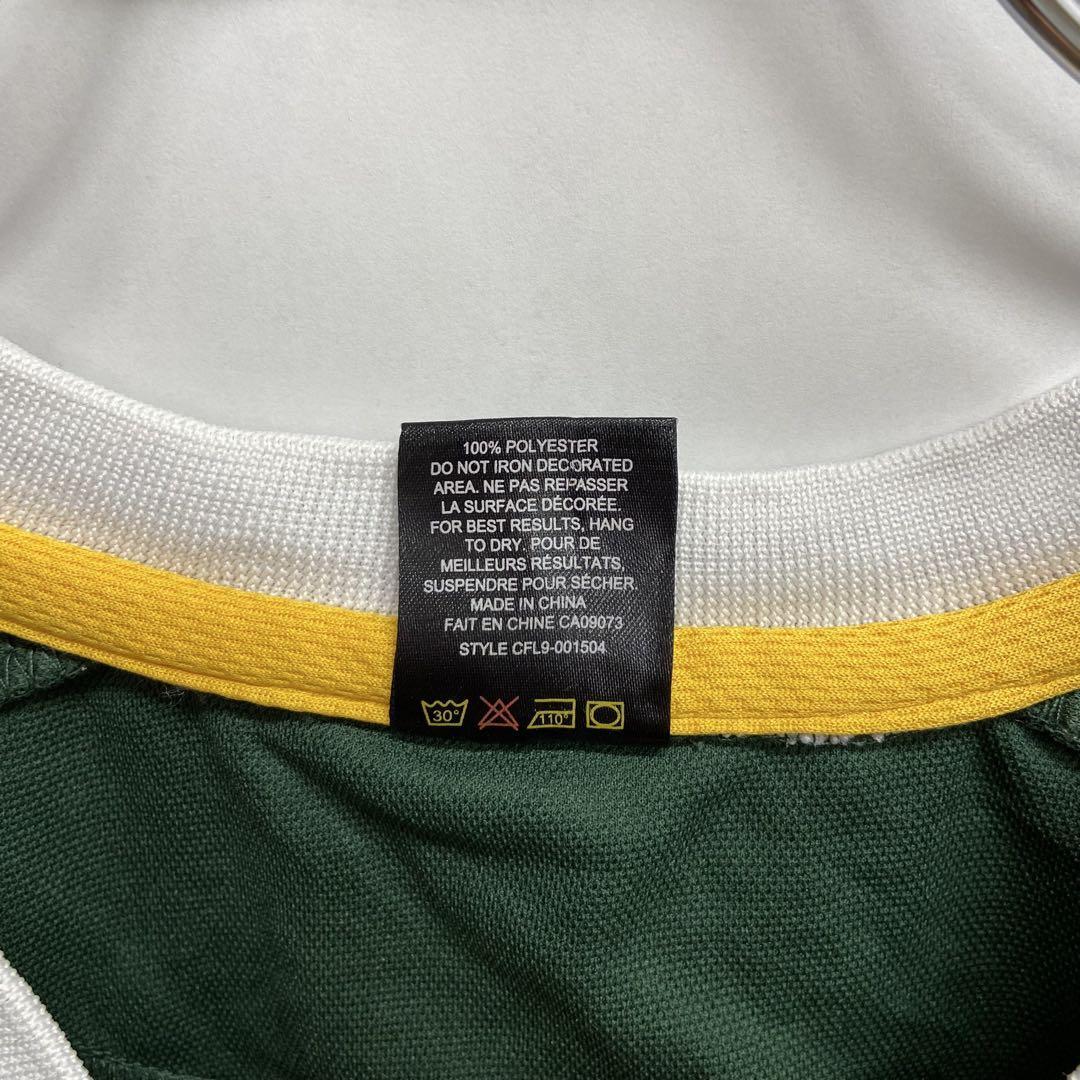 100% POLYESTER
DO NOT IRON DECORATED
AREA. NE PAS REPASSER
LA SURFACE DÉCORÉE.
FOR BEST RESULTS, HANG
TO DRY. POUR DE
MEILLEURS RÉSULTATS,
SUSPENDRE POUR SÉCHER.
MADE IN CHINA
FAIT EN CHINE CA09073
STYLE CFL9-001504
30° 110°